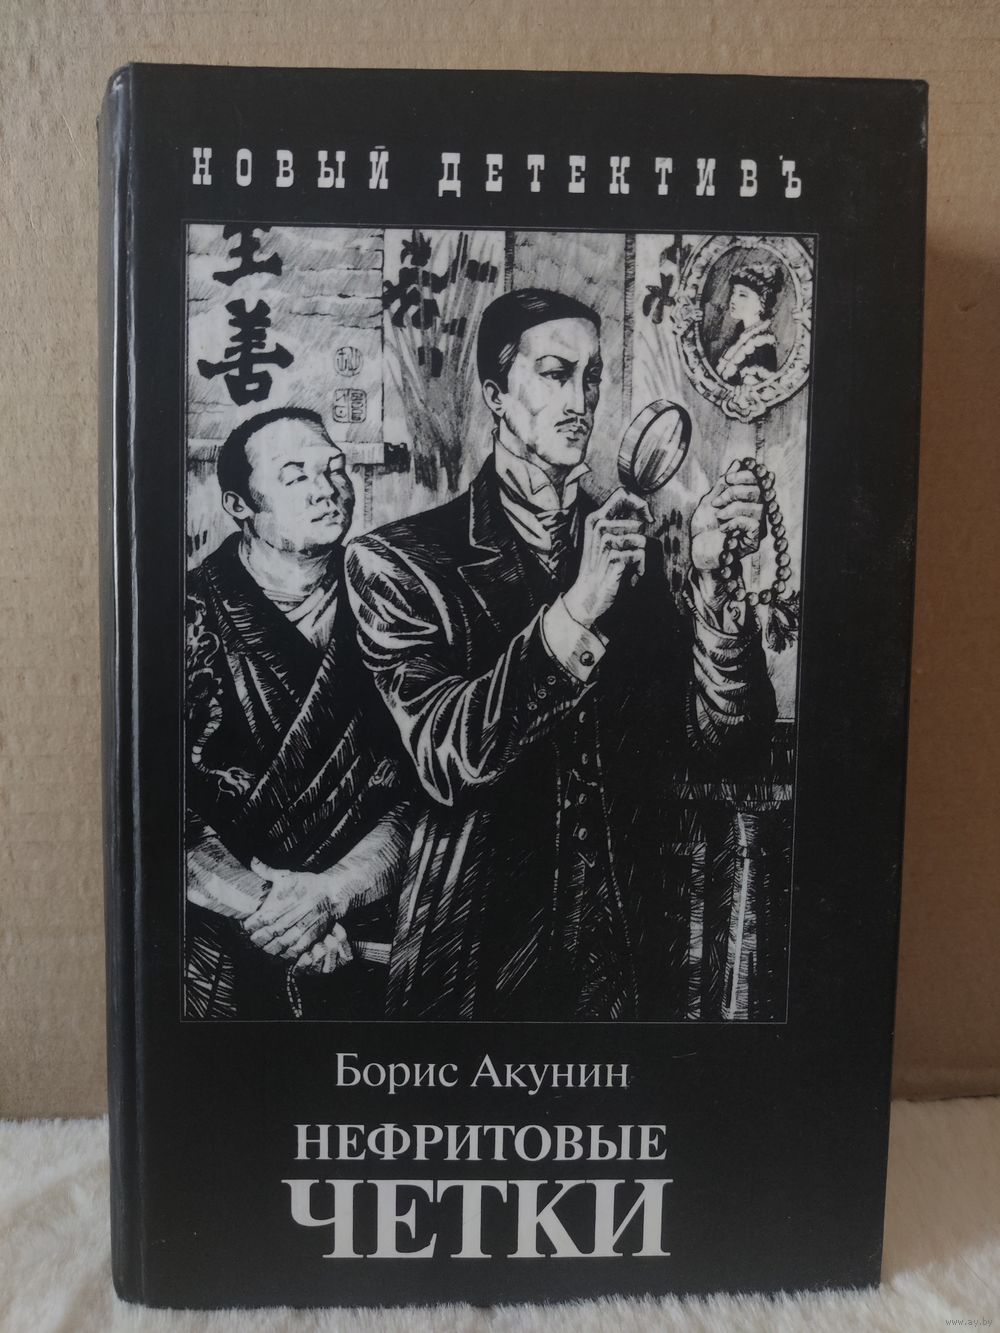 НОВЫЙ ДЕТЕКТИВЪ
善
Борис Акунин
НЕФРИТОВЫЕ
ЧЕТКИ
www.ay.by